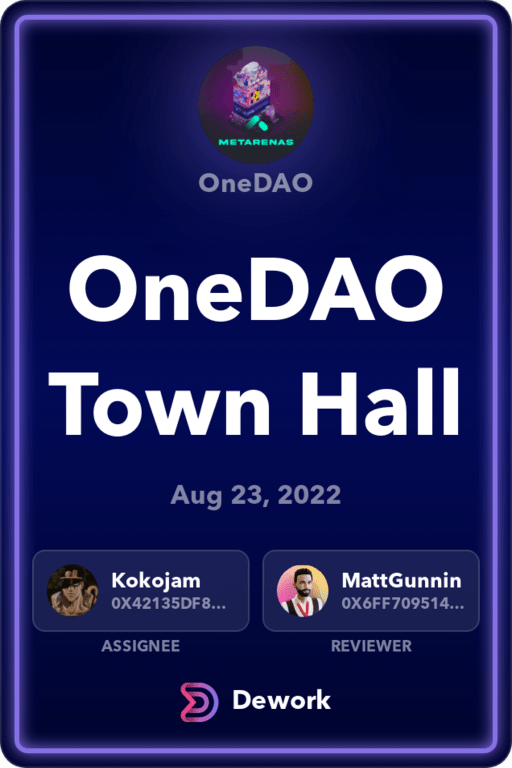 METARENAS
OneDAO
OneDAO
Town Hall
Aug 23, 2022
Kokojam
0X42135DF8...
MattGunnin
0X6FF709514...
ASSIGNEE
REVIEWER
Dework